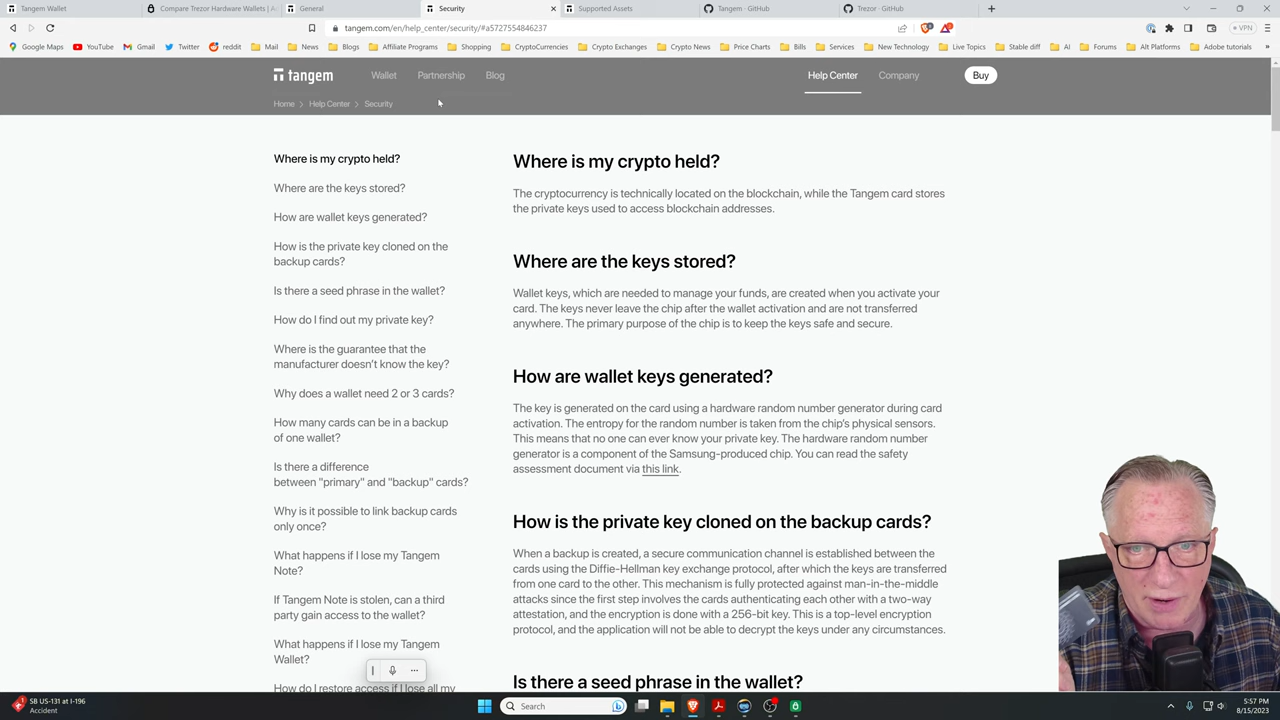 Tangem Wallet
Compare Trezor Hardware Wallets | A
General
Security
Supported Assets
Tangem · GitHub
Trezor · GitHub
tangem.com/en/help_center/security/#a5727554846237
VPN
Google Maps
YouTube
Gmail
Twitter
reddit
Mail
News
Blogs
Affiliate Programs
Shopping
CryptoCurrencies
Crypto Exchanges
Crypto News
Price Charts
Bills
Services
New Technology
Live Topics
Stable diff
AI
Forums
Alt Platforms
Adobe tutorials
tangem
Wallet
Partnership
Blog
Help Center
Company
Buy
Home > Help Center > Security
Where is my crypto held?
Where are the keys stored?
How are wallet keys generated?
How is the private key cloned on the
backup cards?
Is there a seed phrase in the wallet?
How do I find out my private key?
Where is the guarantee that the
manufacturer doesn't know the key?
Why does a wallet need 2 or 3 cards?
How many cards can be in a backup
of one wallet?
Is there a difference
between "primary" and "backup" cards?
Why is it possible to link backup cards
only once?
What happens if I lose my Tangem
Note?
If Tangem Note is stolen, can a third
party gain access to the wallet?
What happens if I lose my Tangem
Wallet?
How do I restore access if I lose all my
Where is my crypto held?
The cryptocurrency is technically located on the blockchain, while the Tangem card stores
the private keys used to access blockchain addresses.
Where are the keys stored?
Wallet keys, which are needed to manage your funds, are created when you activate your
card. The keys never leave the chip after the wallet activation and are not transferred
anywhere. The primary purpose of the chip is to keep the keys safe and secure.
How are wallet keys generated?
The key is generated on the card using a hardware random number generator during card
activation. The entropy for the random number is taken from the chip's physical sensors.
This means that no one can ever know your private key. The hardware random number
generator is a component of the Samsung-produced chip. You can read the safety
assessment document via this link.
How is the private key cloned on the backup cards?
When a backup is created, a secure communication channel is established between the
cards using the Diffie-Hellman key exchange protocol, after which the keys are transferred
from one card to the other. This mechanism is fully protected against man-in-the-middle
attacks since the first step involves the cards authenticating each other with a two-way
attestation, and the encryption is done with a 256-bit key. This is a top-level encryption
protocol, and the application will not be able to decrypt the keys under any circumstances.
Is there a seed phrase in the wallet?
SB US-131 at I-196
Accident
Search
5:57 PM
8/15/2023